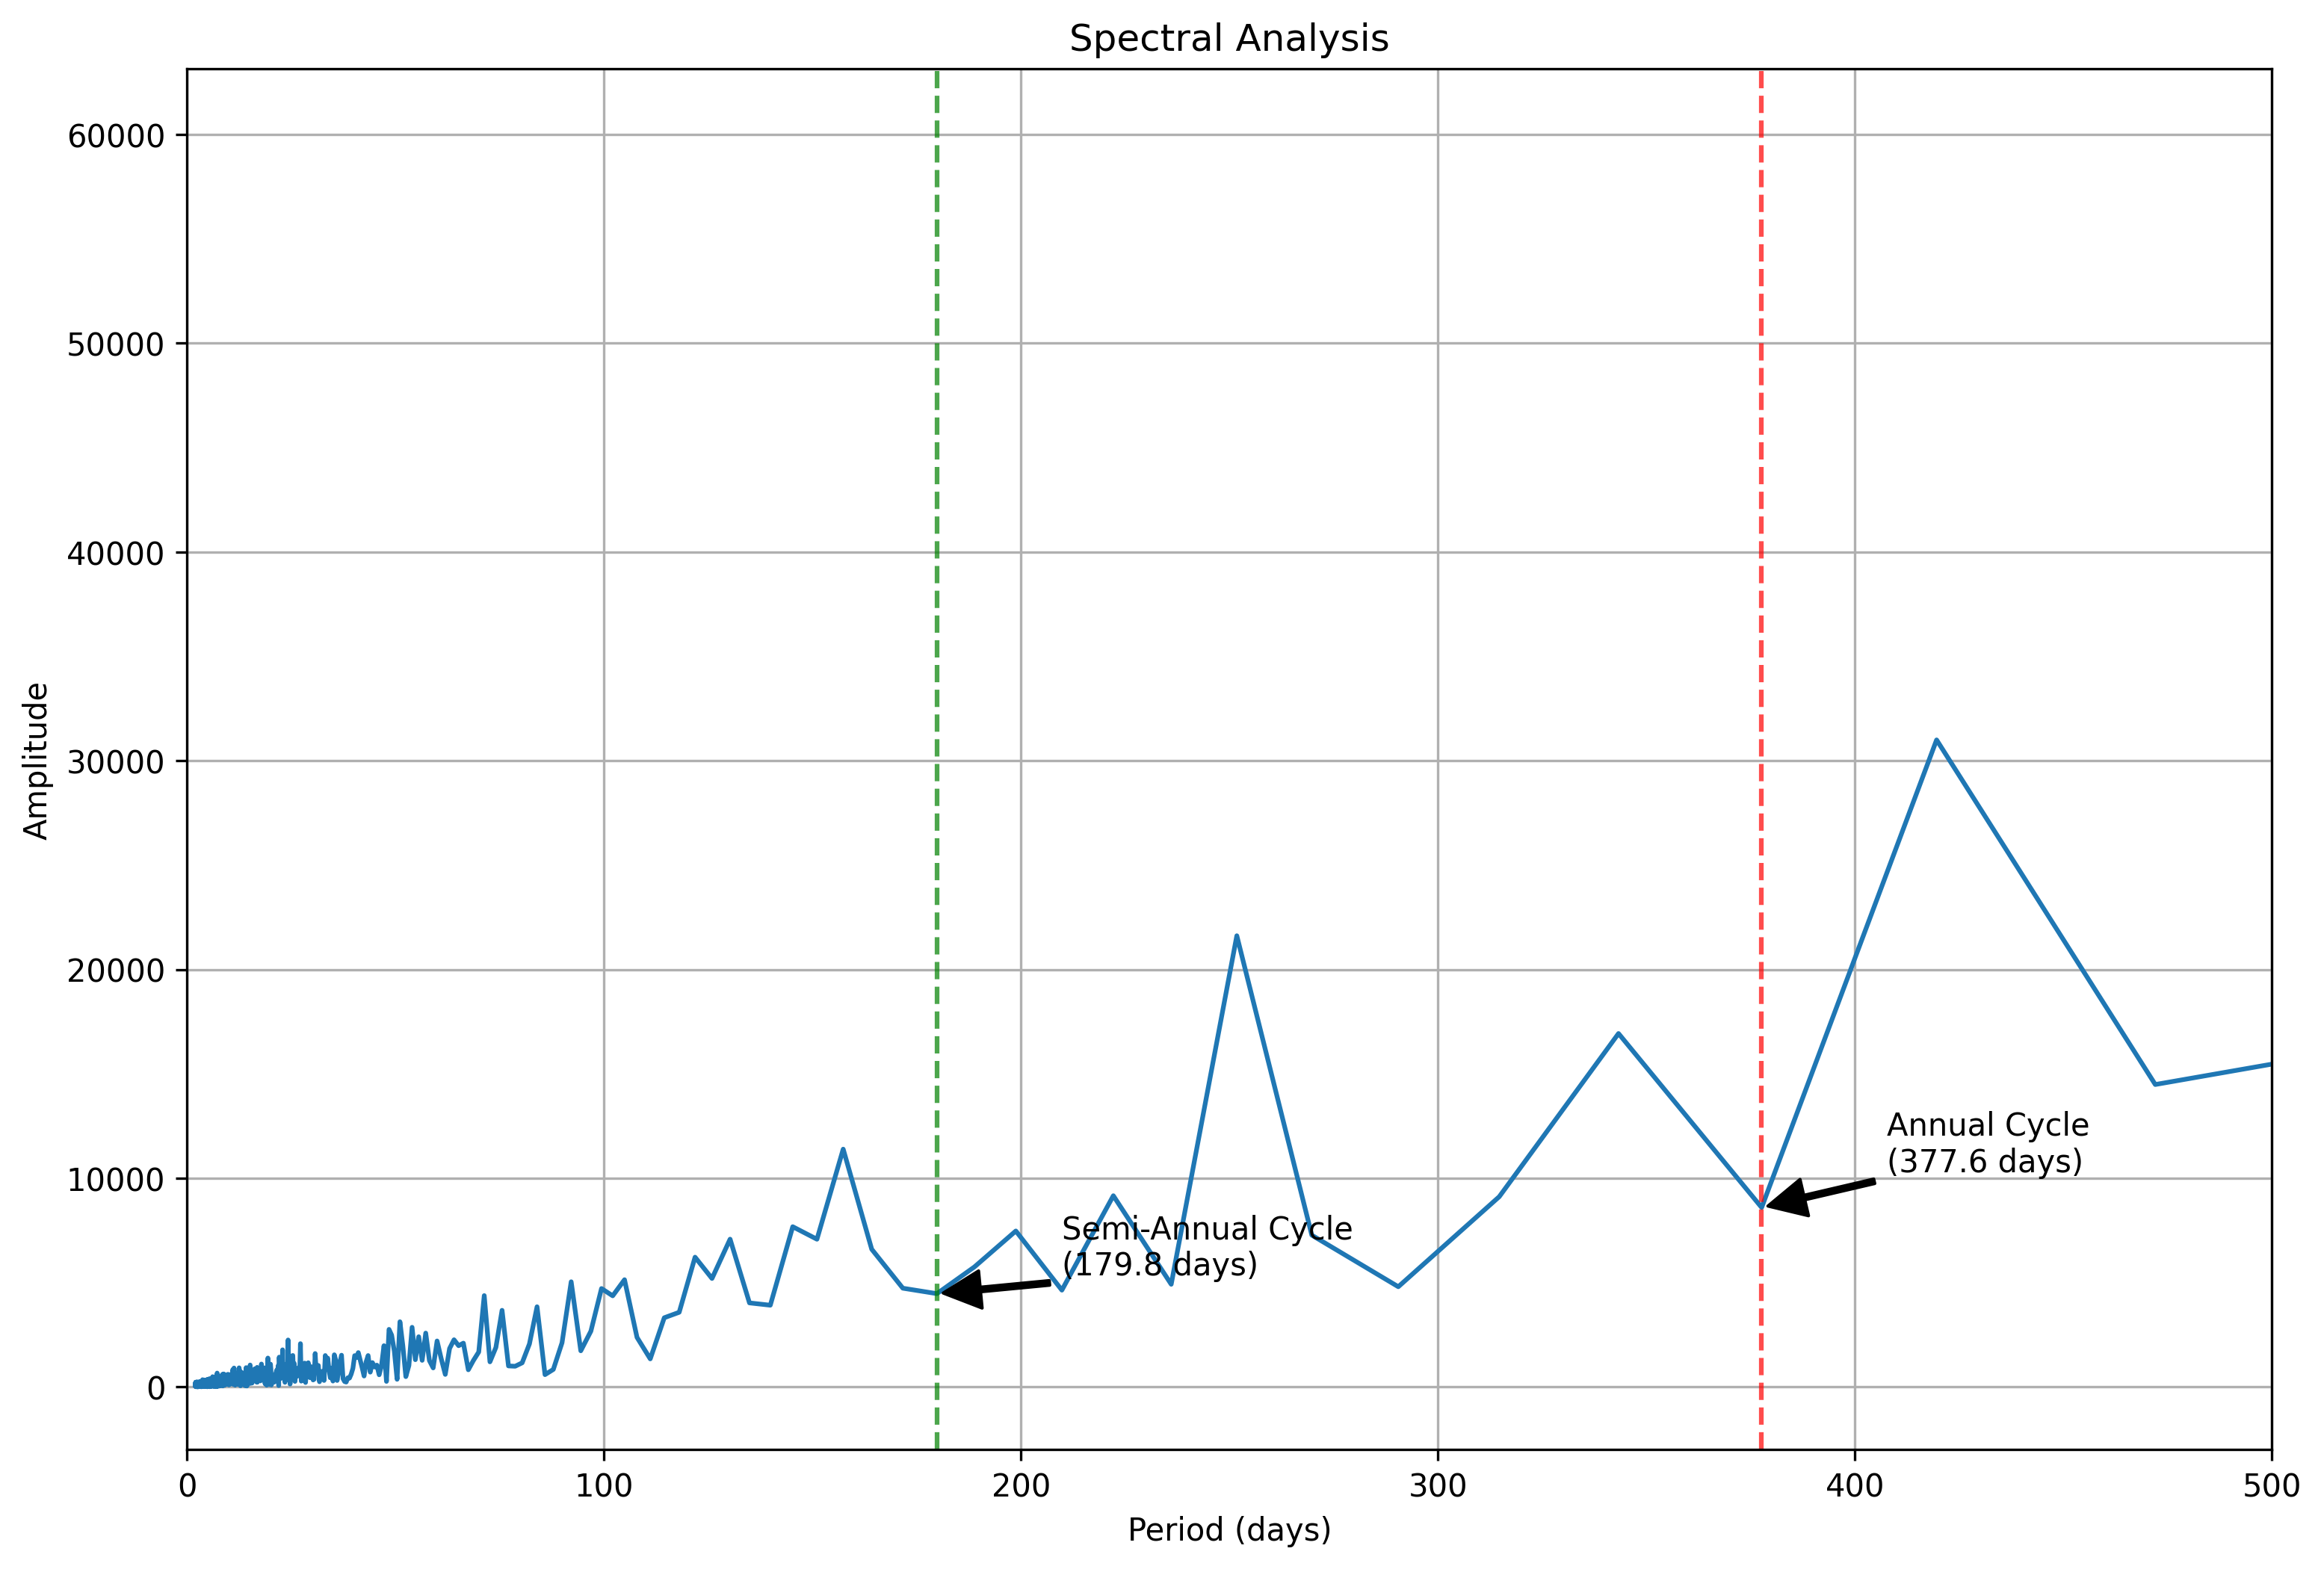 Spectral Analysis
60000
50000
40000
30000
20000
10000
0
Amplitude
Annual Cycle
(377.6 days)
Semi-Annual Cycle
(179.8 days)
0
100
200
300
400
500
Period (days)